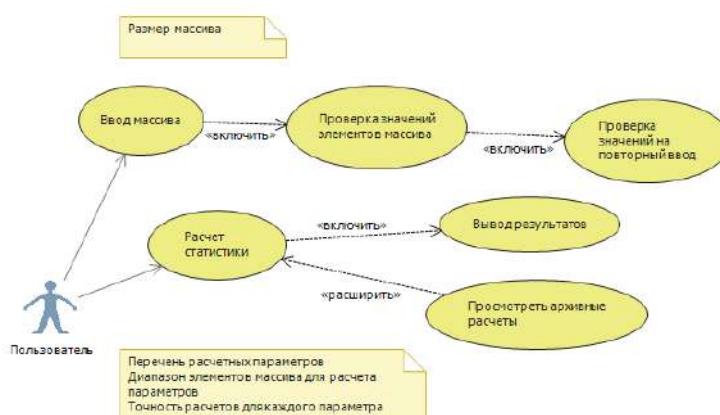 Размер массива
Ввод массива
«включить»
Проверка значений
элементов массива
«включить»
Проверка
значений на
повторный ввод
Расчет
статистики
«включить»
Вывод результатов
«расширить»
Просмотреть архивные
расчеты
Пользователь
Перечень расчетных параметров
Диапазон элементов массива для расчета
параметров
Точность расчетов для каждого параметра